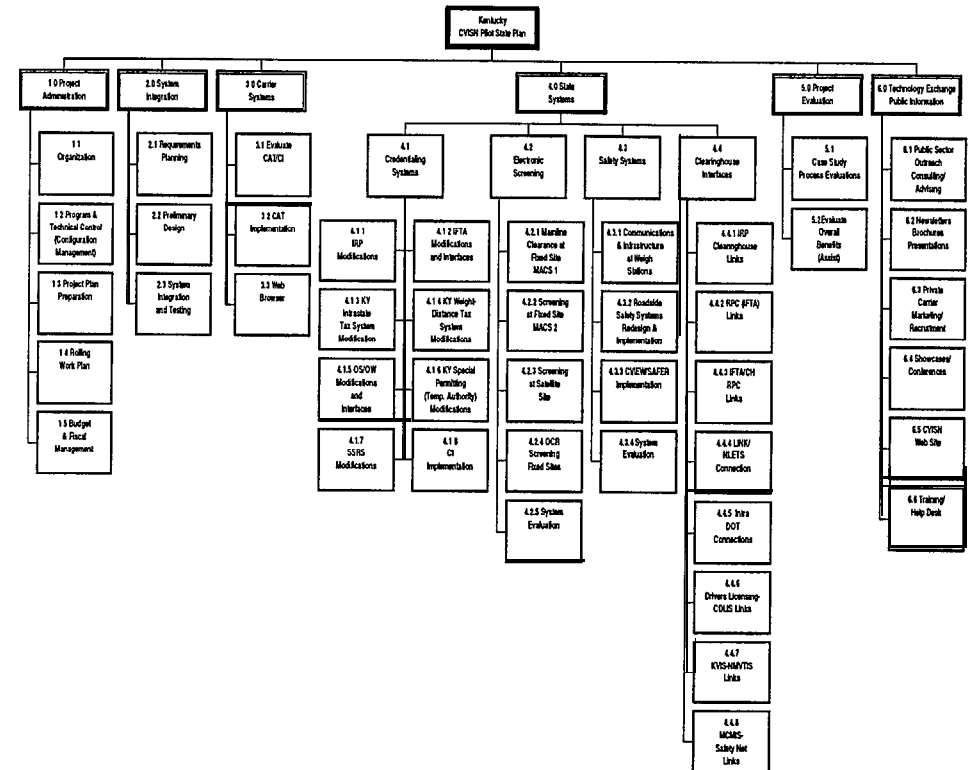 Kentucky
CVISH Pilot State Plan
1 0 Project
Administration
2.0 System
Integration
3 0 Carrier
Systems
4.0 State
Systems
5.0 Project
Evaluation
6.0 Technology Exchange
Public Information
1 1
Organization
1 2 Program &
Technical Control
(Configuration
Management)
1 3 Project Plan
Preparation
1 4 Rolling
Work Plan
1 5 Budget
& Fiscal
Management
2.1 Requirements
Planning
2.2 Preliminary
Design
2.3 System
Integration
and Testing
3.1 Evaluate
CAT/CI
3 2 CAT
Implementation
3.3 Web
Browser
4.1
Credentialing
Systems
4.1 1
IRP
Modifications
4.1 2 IFTA
Modifications
and Interfaces
4.1 3 KY
Intrastate
Tax System
Modification
4.1 4 KY Weight-
Distance Tax
System
Modifications
4.1.5 OS/OW
Modifications
and
Interfaces
4.1 6 KY Special
Permitting
(Temp. Authority)
Modifications
4.1.7
SSRS
Modifications
4.1 8
CI
Implementation
4.2
Electronic
Screening
4.2.1 Mainline
Clearance at
Fixed Site
MACS 1
4.2.2 Screening
at Fixed Site
MACS 2
4.2.3 Screening
at Satellite
Site
4.2.4 OCR
Screening
Fixed Sites
4.2.5 System
Evaluation
4.3
Safety Systems
4.3.1 Communications
& Infrastructure
at Weigh
Stations
4.3.2 Roadside
Safety Systems
Redesign &
Implementation
4.3.3 CVIEW/SAFER
Implementation
4.3.4 System
Evaluation
4.4
Clearinghouse
Interfaces
4.4.1 IRP
Clearinghouse
Links
4.4.2 RPC (IFTA)
Links
4.4.3 IFTA/CH
RPC
Links
4.4.4 LINK/
NLETS
Connection
4.4.5 Intra
DOT
Connections
4.4.6
Drivers Licensing-
CDLIS Links
4.4.7
KVIS-NMVTIS
Links
4.4.8
MCMIS-
Safety Net
Links
5.1
Case Study
Process Evaluations
5.2 Evaluate
Overall
Benefits
(Assist)
6.1 Public Sector
Outreach
Consulting/
Advising
6.2 Newsletters
Brochures
Presentations
6.3 Private
Carrier
Marketing/
Recruitment
6.4 Showcases/
Conferences
6.5 CVISH
Web Site
6.6 Training/
Help Desk